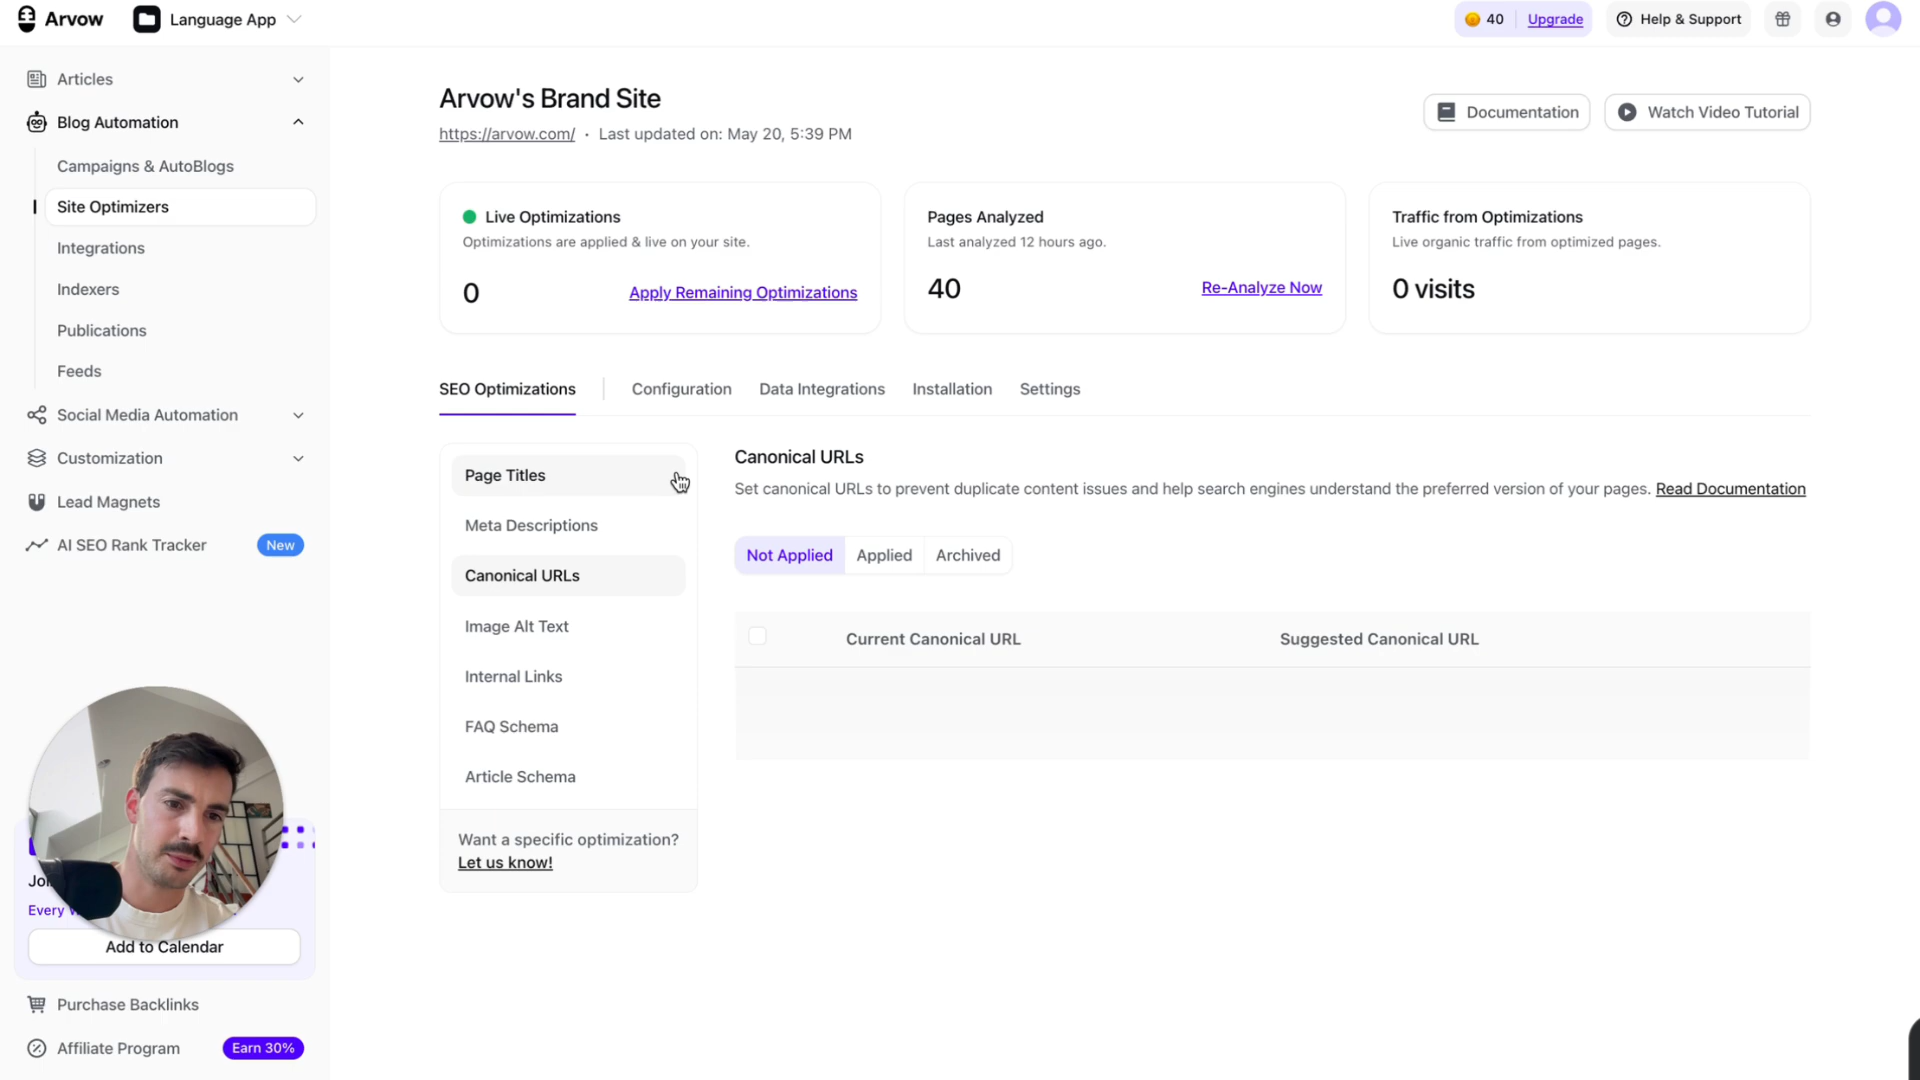 Arvow
Language App
40
Upgrade
Help & Support
Articles
Blog Automation
Campaigns & AutoBlogs
Site Optimizers
Integrations
Indexers
Publications
Feeds
Social Media Automation
Customization
Lead Magnets
AI SEO Rank Tracker
New
Every
Add to Calendar
Purchase Backlinks
Affiliate Program
Earn 30%
Arvow's Brand Site
https://arvow.com/ · Last updated on: May 20, 5:39 PM
Documentation
Watch Video Tutorial
Live Optimizations
Optimizations are applied & live on your site.
0
Apply Remaining Optimizations
Pages Analyzed
Last analyzed 12 hours ago.
40
Re-Analyze Now
Traffic from Optimizations
Live organic traffic from optimized pages.
0 visits
SEO Optimizations
Configuration
Data Integrations
Installation
Settings
Page Titles
Meta Descriptions
Canonical URLs
Image Alt Text
Internal Links
FAQ Schema
Article Schema
Want a specific optimization?
Let us know!
Canonical URLs
Set canonical URLs to prevent duplicate content issues and help search engines understand the preferred version of your pages. Read Documentation
Not Applied
Applied
Archived
Current Canonical URL
Suggested Canonical URL